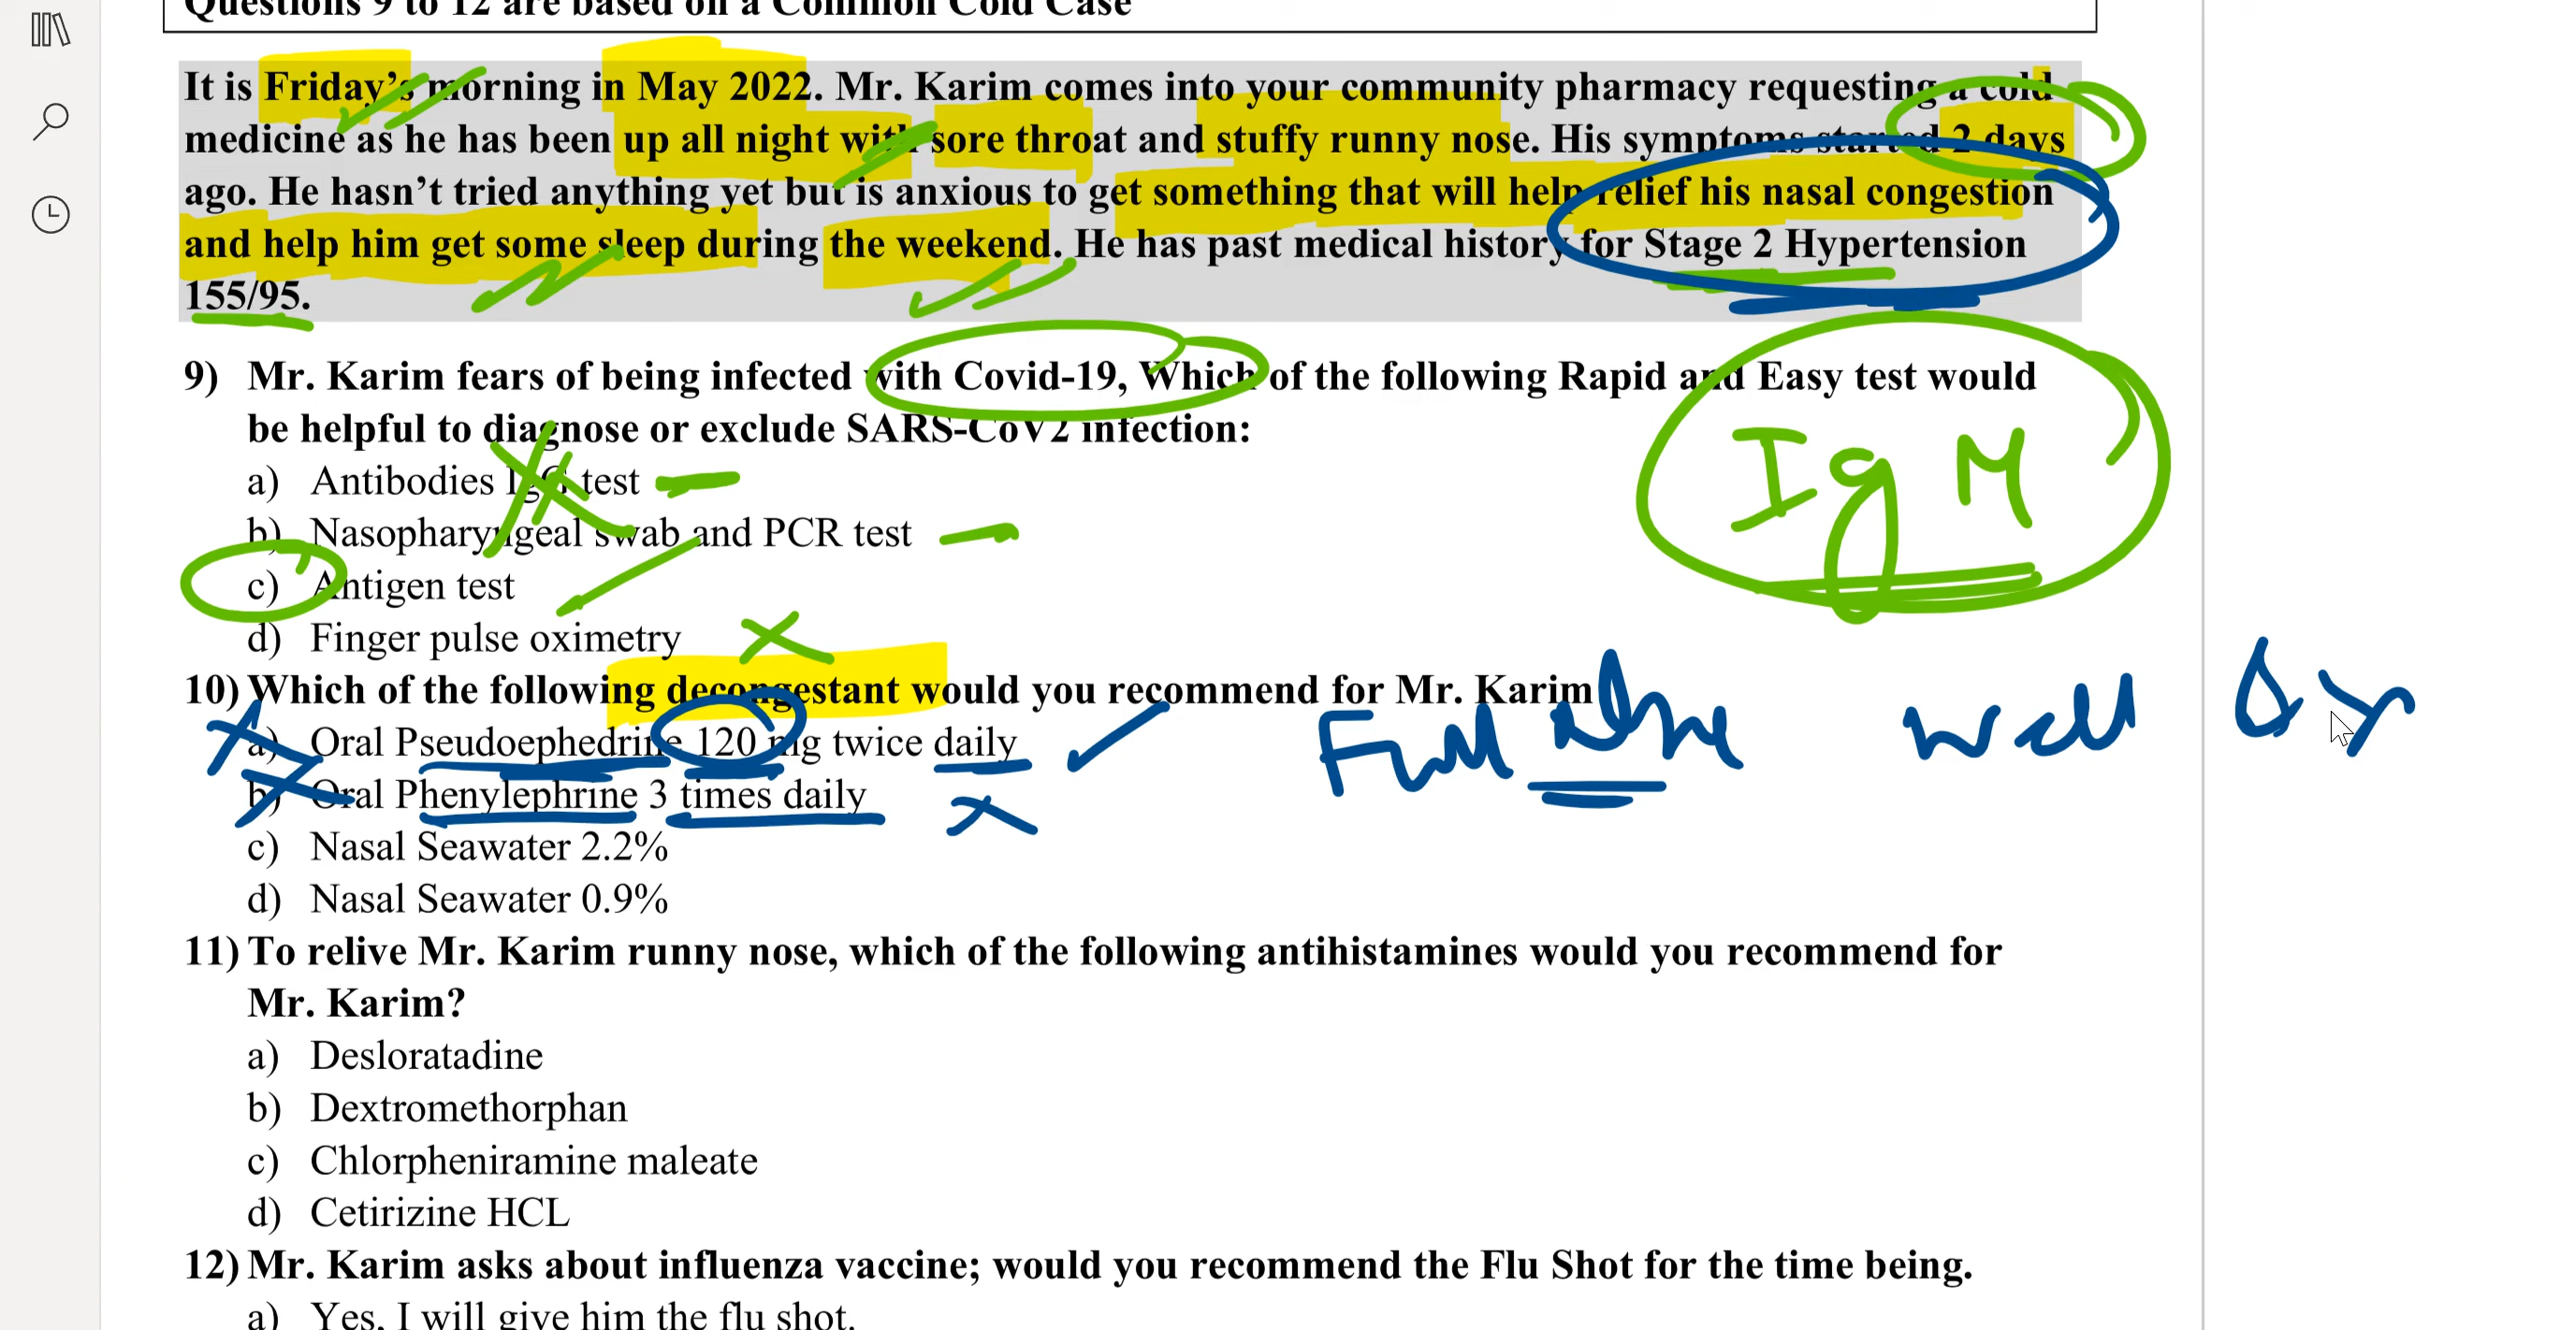 Questions 9 to 12 are based on a Common Cold Case
It is Friday's morning in May 2022. Mr. Karim comes into your community pharmacy requesting a cold
medicine as he has been up all night with sore throat and stuffy runny nose. His symptoms started 2 days
ago. He hasn't tried anything yet but is anxious to get something that will help relief his nasal congestion
and help him get some sleep during the weekend. He has past medical history for Stage 2 Hypertension
155/95.
9) Mr. Karim fears of being infected with Covid-19, Which of the following Rapid and Easy test would
be helpful to diagnose or exclude SARS-CoV2 infection:
IgM
a) Antibodies IgG test
b) Nasopharyngeal swab and PCR test
c) Antigen test
d) Finger pulse oximetry
10) Which of the following decongestant would you recommend for Mr. Karim
a) Oral Pseudoephedrine 120 mg twice daily
Full
b) Oral Phenylephrine 3 times daily
c) Nasal Seawater 2.2%
d) Nasal Seawater 0.9%
11) To relive Mr. Karim runny nose, which of the following antihistamines would you recommend for
Mr. Karim?
a) Desloratadine
b) Dextromethorphan
c) Chlorpheniramine maleate
d) Cetirizine HCL
12) Mr. Karim asks about influenza vaccine; would you recommend the Flu Shot for the time being.
a) Yes, I will give him the flu shot.